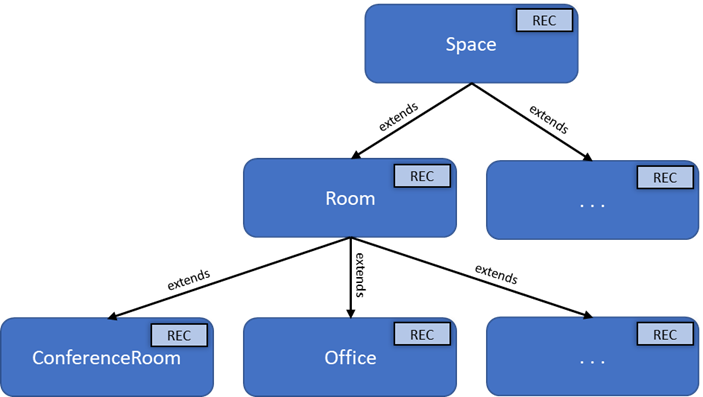 REC
Space
extends
extends
REC
Room
REC
. . .
extends
extends
extends
REC
ConferenceRoom
REC
Office
REC
. . .